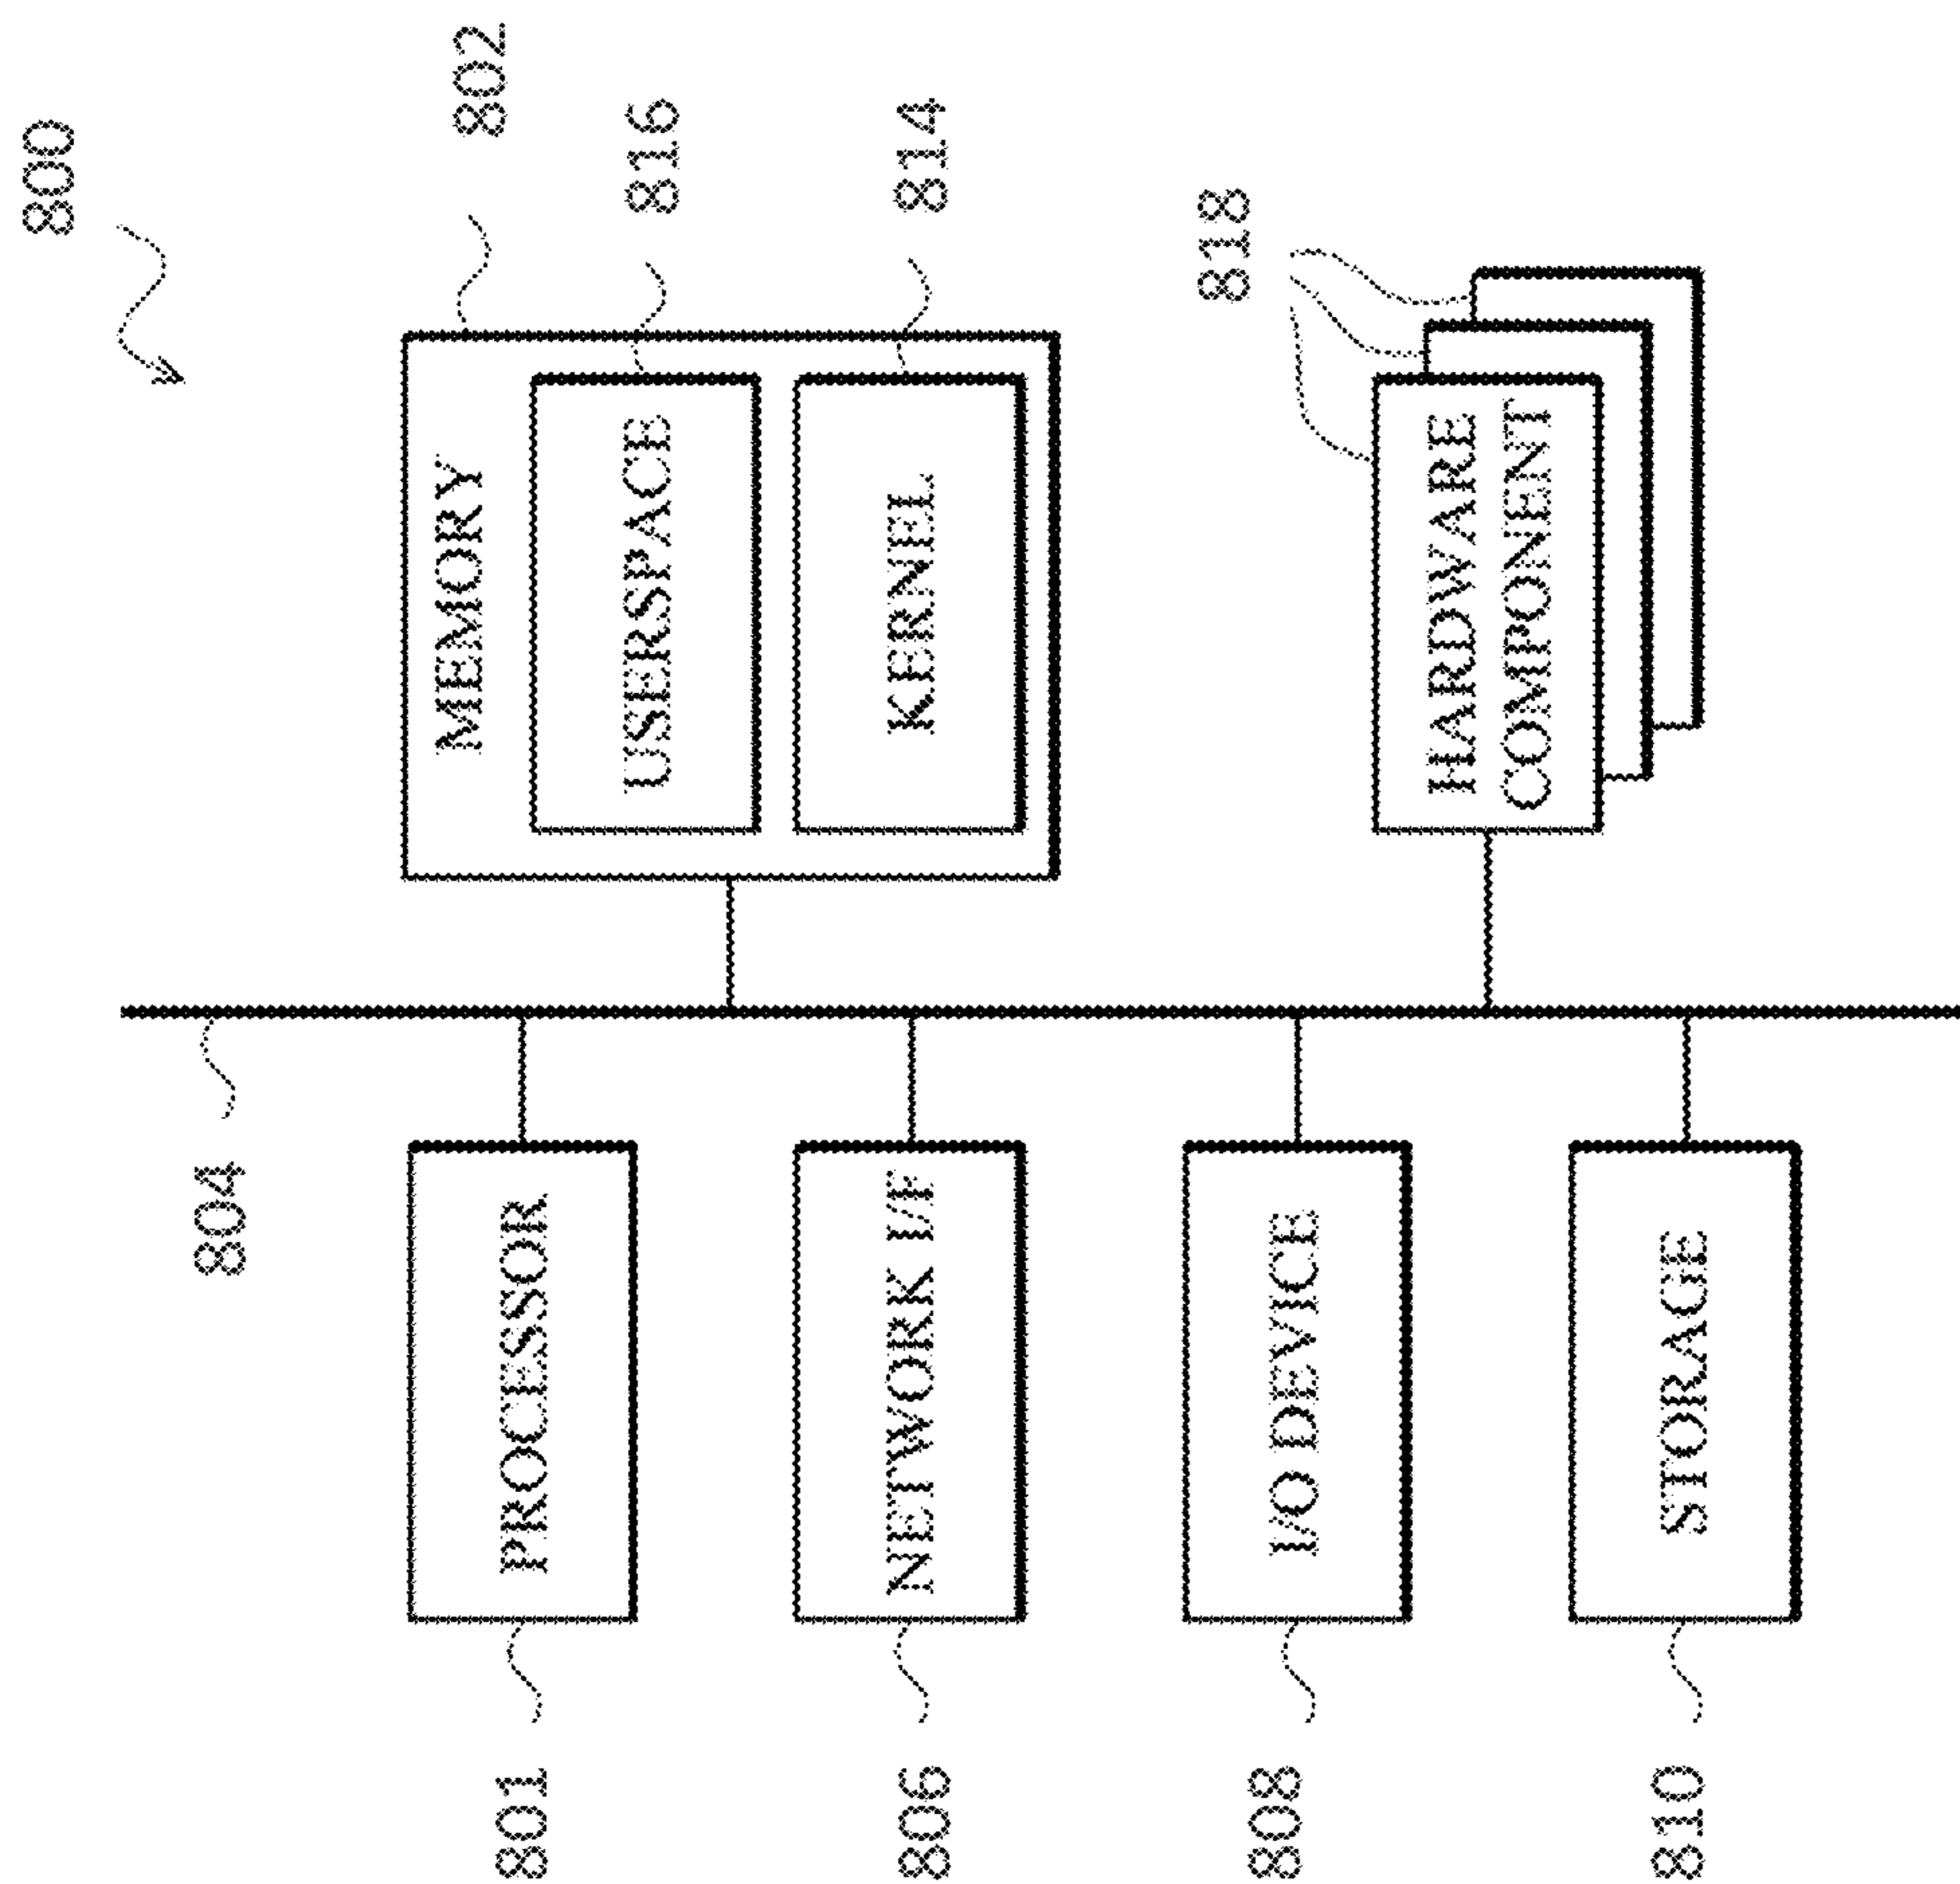 800
804
MEMORY
802
801
PROCESSOR
USERSPACE
816
806
NETWORK I/F
KERNEL
814
818
808
I/O DEVICE
HARDWARE
COMPONENT
810
STORAGE